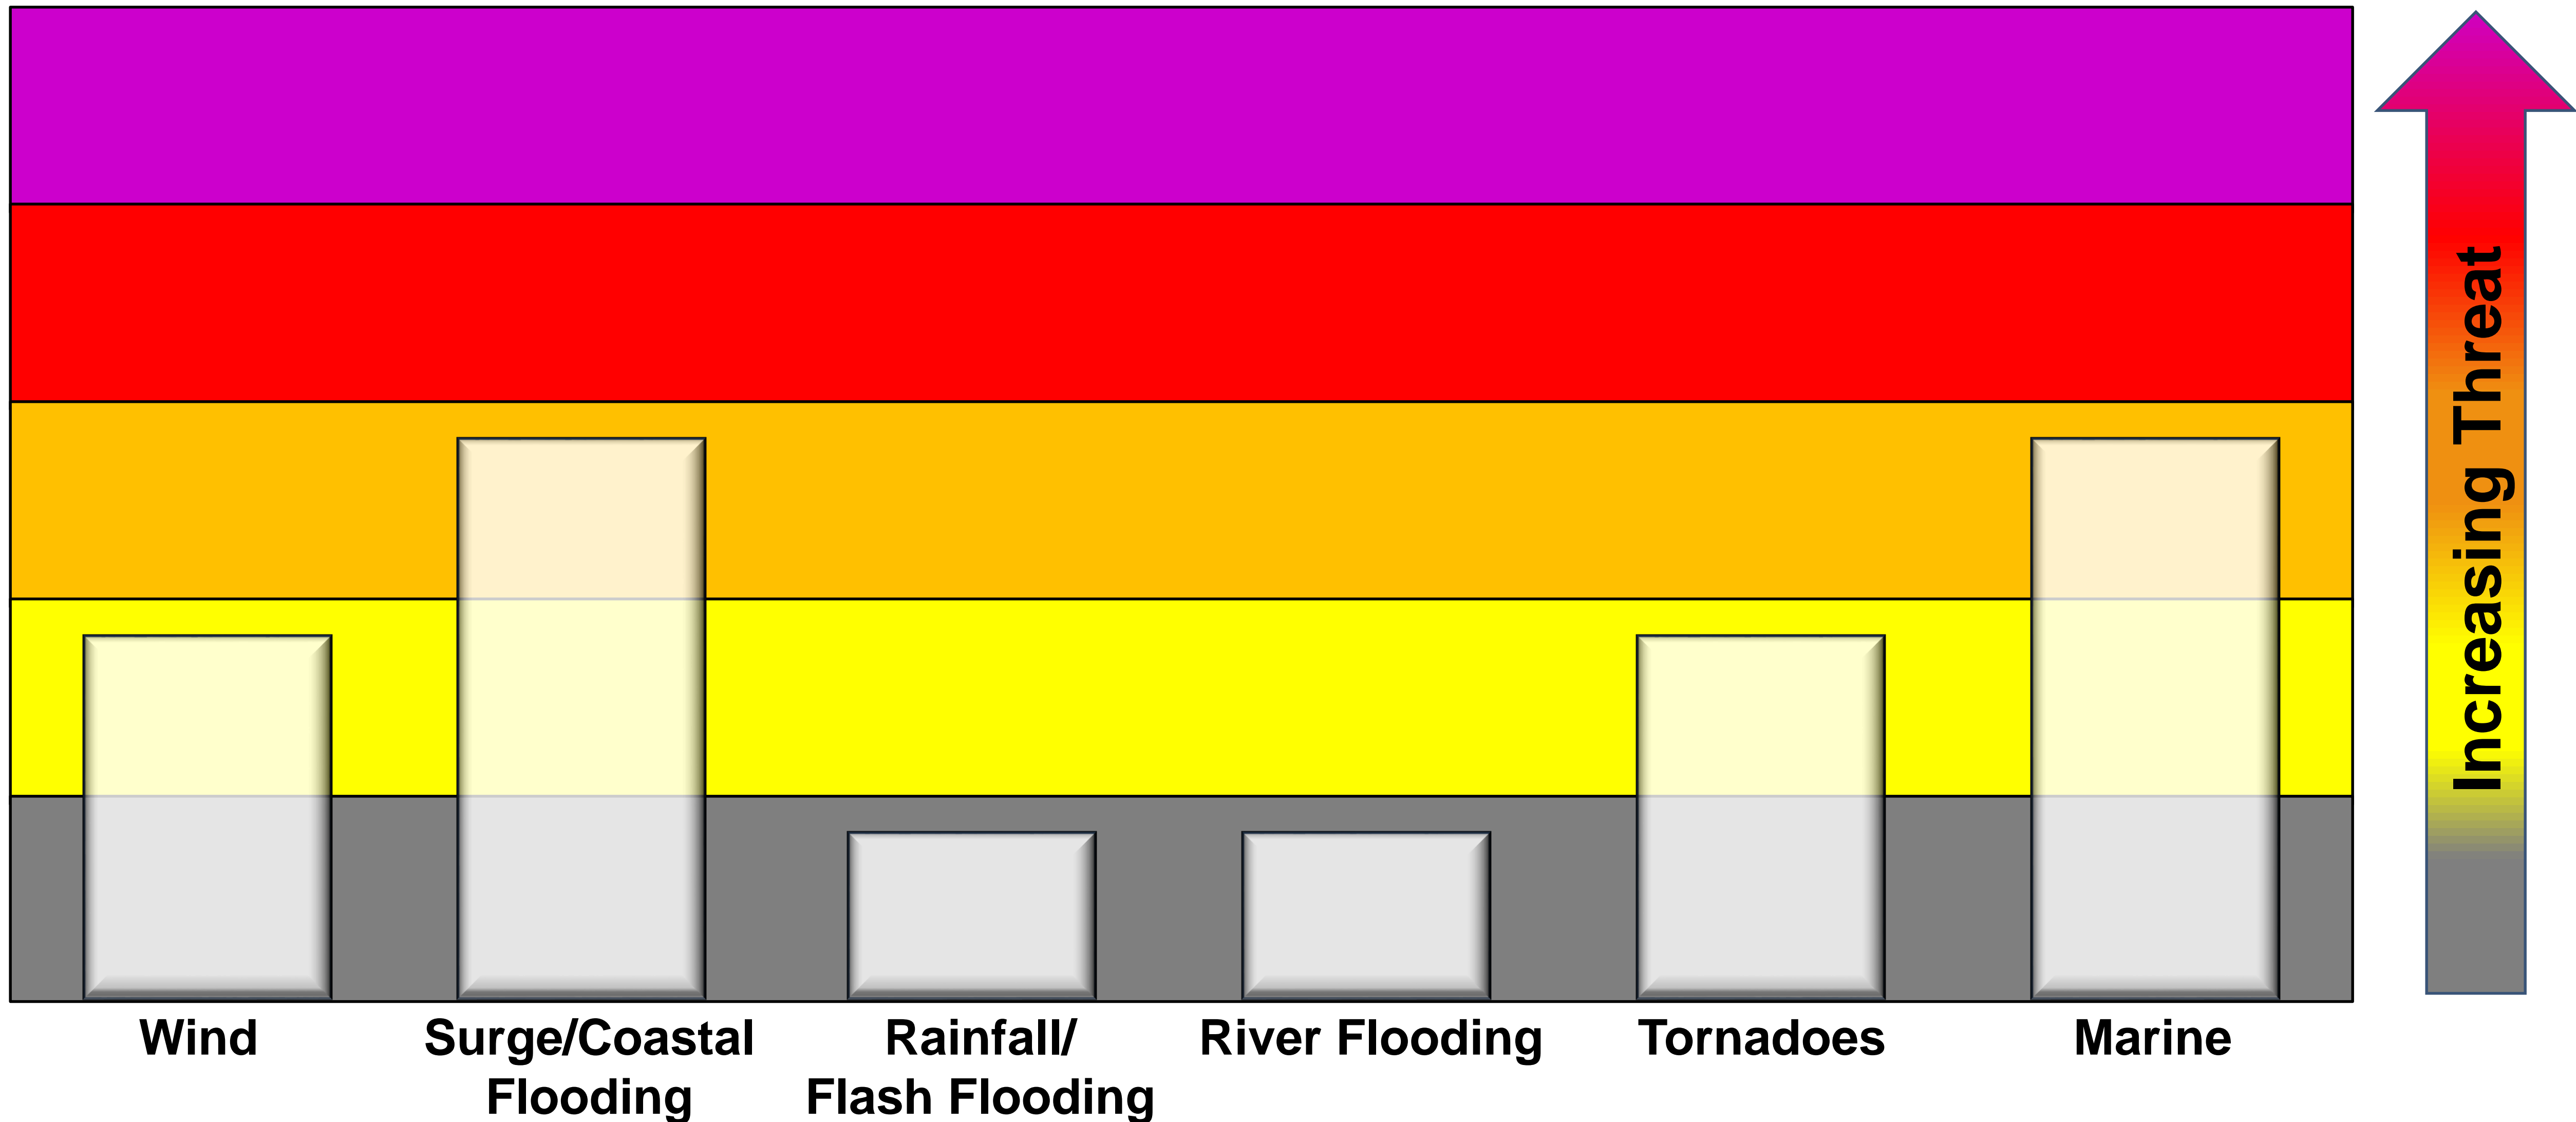 Increasing Threat
Wind
Surge/Coastal
Flooding
Rainfall/
Flash Flooding
River Flooding
Tornadoes
Marine